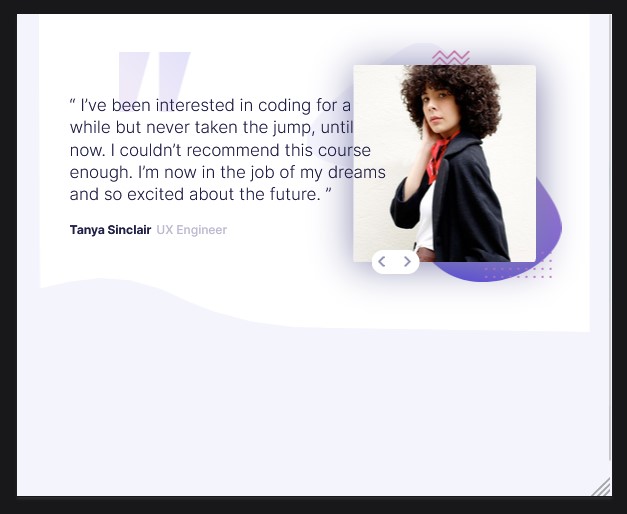 “ I’ve been interested in coding for a
while but never taken the jump, until
now. I couldn’t recommend this course
enough. I’m now in the job of my dreams
and so excited about the future. ”
Tanya Sinclair UX Engineer